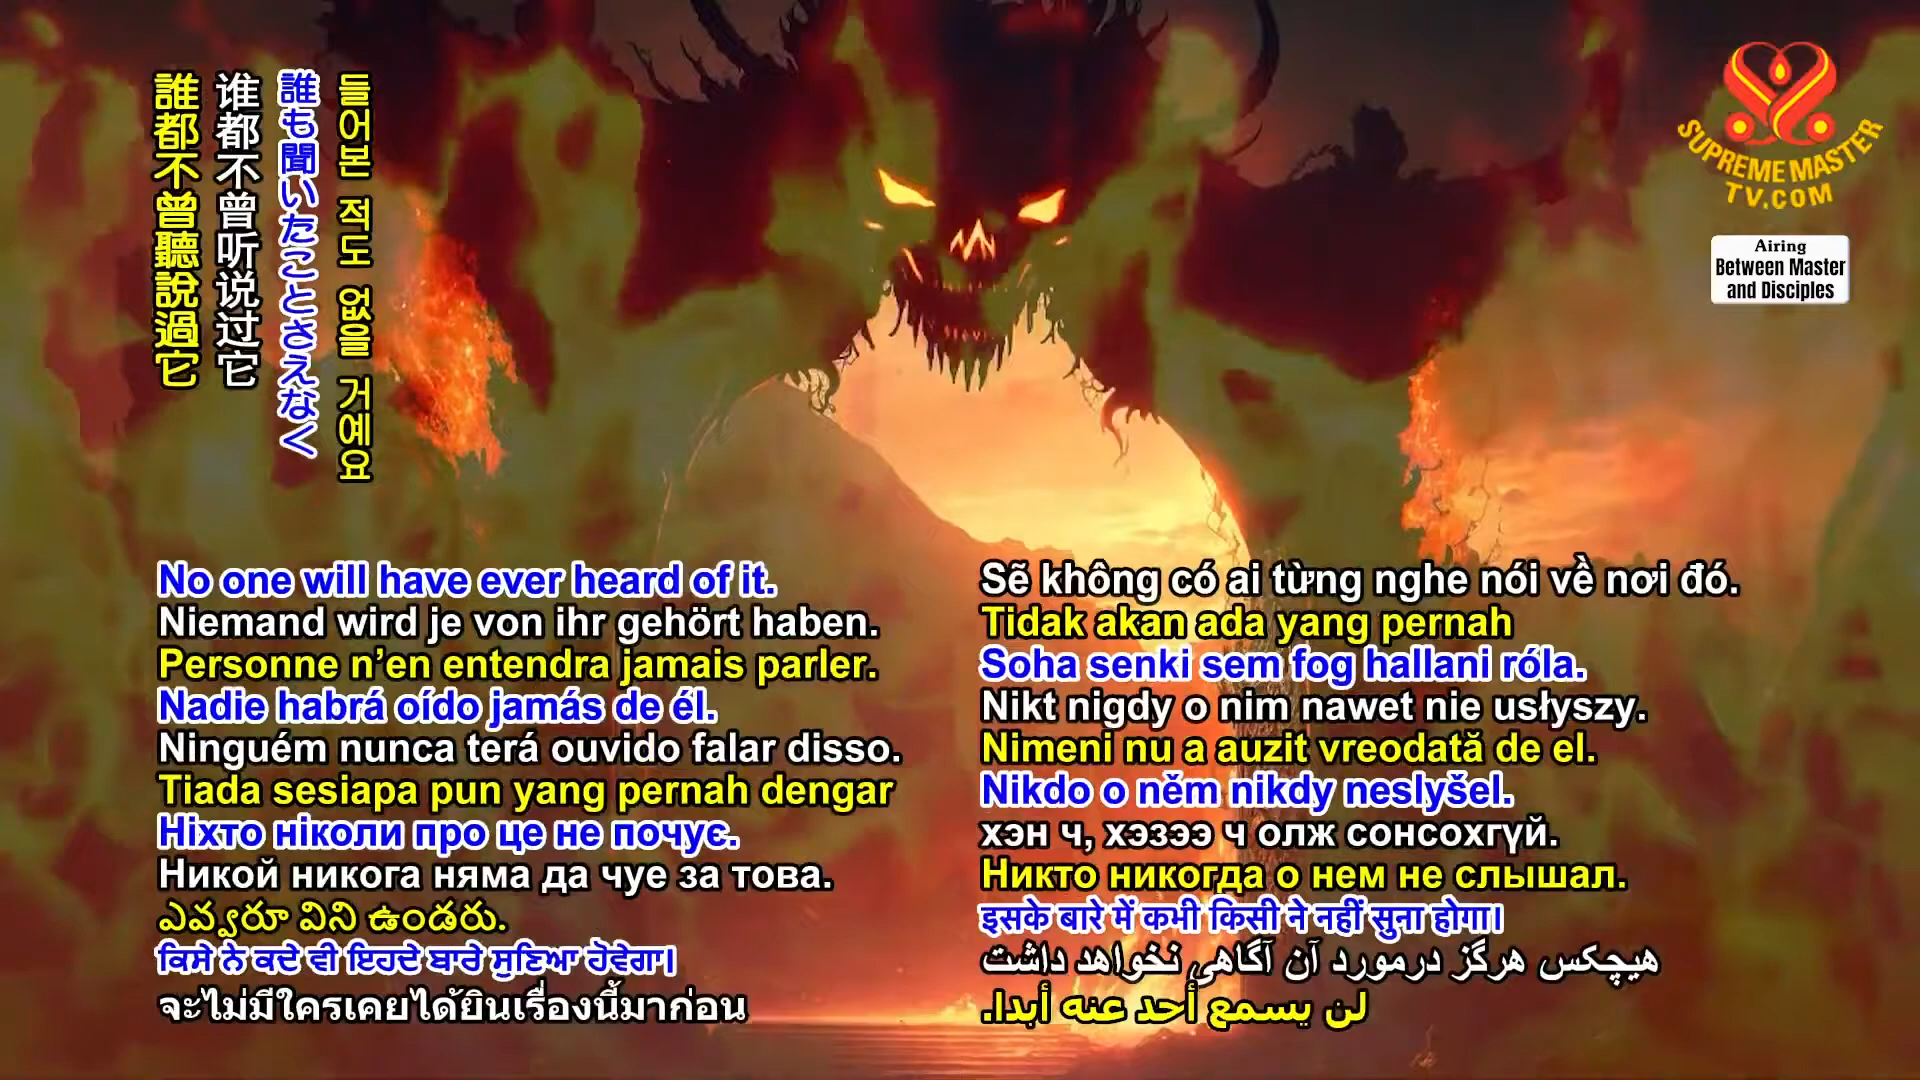 誰都不曾聽說過它
谁都不曾听说过它
誰も聞いたことさえなく
들어본 적도 없을 거예요
SUPREME MASTER
TV.COM
Airing
Between Master
and Disciples
No one will have ever heard of it.
Niemand wird je von ihr gehört haben.
Personne n’en entendra jamais parler.
Nadie habrá oído jamás de él.
Ninguém nunca terá ouvido falar disso.
Tiada sesiapa pun yang pernah dengar
Ніхто ніколи про це не почує.
Никой никога няма да чуе за това.
ఎవ్వరూ విని ఉండరు.
ਕਿਸੇ ਨੇ ਕਦੇ ਵੀ ਇਹਦੇ ਬਾਰੇ ਸੁਣਿਆ ਹੋਵੇਗਾ।
จะไม่มีใครเคยได้ยินเรื่องนี้มาก่อน
Sẽ không có ai từng nghe nói về nơi đó.
Tidak akan ada yang pernah
Soha senki sem fog hallani róla.
Nikt nigdy o nim nawet nie usłyszy.
Nimeni nu a auzit vreodată de el.
Nikdo o něm nikdy neslyšel.
хэн ч, хэзээ ч олж сонсохгүй.
Никто никогда о нем не слышал.
इसके बारे में कभी किसी ने नहीं सुना होगा।
هیچکس هرگز درمورد آن آگاهی نخواهد داشت
لن يسمع أحد عنه أبدا.